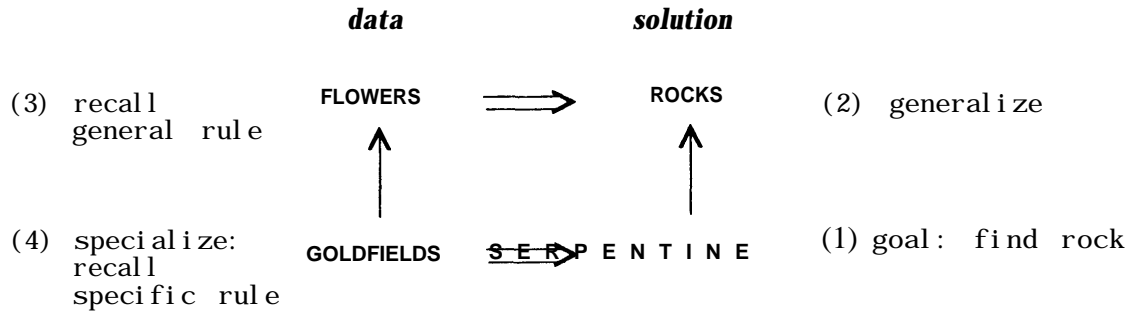 data solution
(3) recall FLOWERS ROCKS (2) generalize
general rule
(4) specialize: GOLDFIELDS SERPENTINE (1) goal: find rock
recall
specific rule